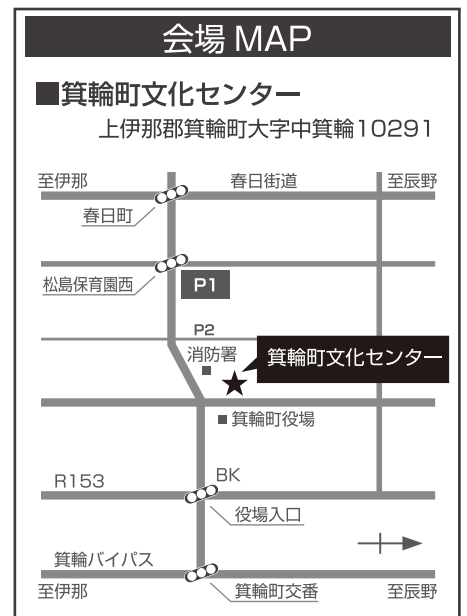 会場 MAP
■箕輪町文化センター
上伊那郡箕輪町大字中箕輪10291
至伊那
春日街道
至辰野
春日町
松島保育園西
P1
P2
消防署
箕輪町文化センター
箕輪町役場
R153
BK
役場入口
箕輪バイパス
至伊那
箕輪町交番
至辰野